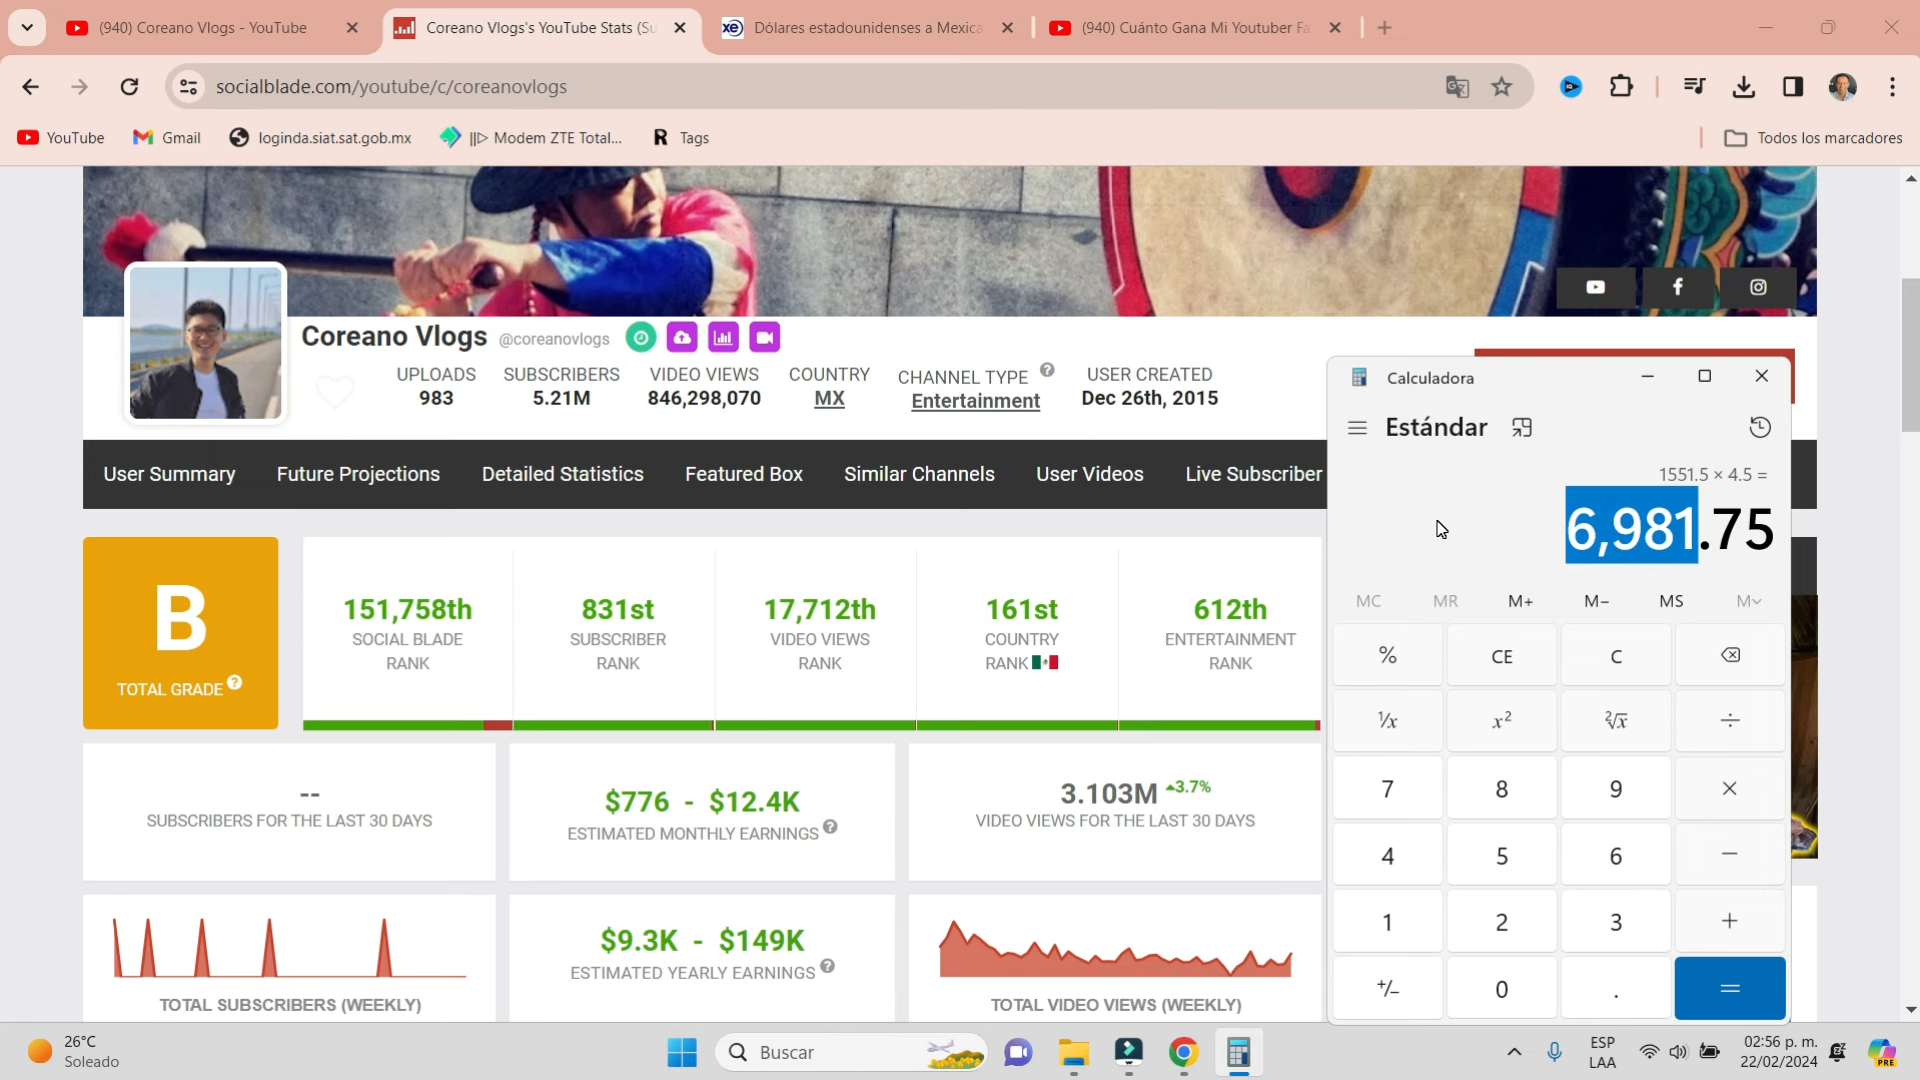 (940) Coreano Vlogs - YouTube
Coreano Vlogs's YouTube Stats (Su
xe Dólares estadounidenses a Mexica
(940) Cuánto Gana Mi Youtuber Fa
socialblade.com/youtube/c/coreanovlogs
YouTube
Gmail
loginda.siat.sat.gob.mx
||▷ Modem ZTE Total...
R Tags
Todos los marcadores
Coreano Vlogs @coreanovlogs
UPLOADS
983
SUBSCRIBERS
5.21M
VIDEO VIEWS
846,298,070
COUNTRY
MX
CHANNEL TYPE ?
Entertainment
USER CREATED
Dec 26th, 2015
User Summary
Future Projections
Detailed Statistics
Featured Box
Similar Channels
User Videos
Live Subscriber
B
TOTAL GRADE ?
151,758th
SOCIAL BLADE
RANK
831st
SUBSCRIBER
RANK
17,712th
VIDEO VIEWS
RANK
161st
COUNTRY
RANK
612th
ENTERTAINMENT
RANK
--
SUBSCRIBERS FOR THE LAST 30 DAYS
$776 - $12.4K
ESTIMATED MONTHLY EARNINGS ?
3.103M 3.7%
VIDEO VIEWS FOR THE LAST 30 DAYS
TOTAL SUBSCRIBERS (WEEKLY)
$9.3K - $149K
ESTIMATED YEARLY EARNINGS ?
TOTAL VIDEO VIEWS (WEEKLY)
Calculadora
Estándar
1551.5 × 4.5 =
6,981.75
MC MR M+ M− MS M˅
% CE C
¹/x x² ²√x ÷
7 8 9 ×
4 5 6 −
1 2 3 +
+/− 0 . =
26°C
Soleado
Buscar
ESP
LAA
02:56 p. m.
22/02/2024
PRE